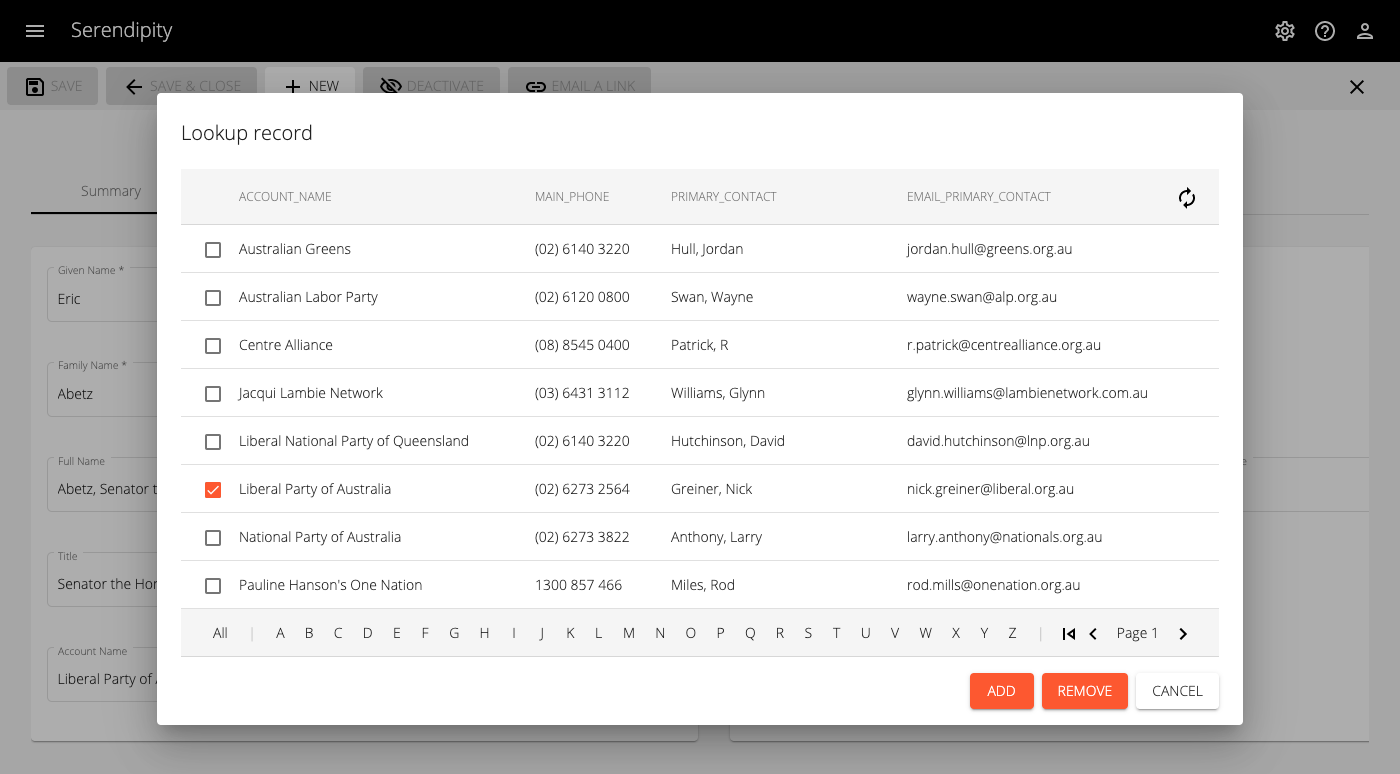 Serendipity
SAVE
SAVE & CLOSE
NEW
DEACTIVATE
EMAIL A LINK
Summary
Given Name *
Eric
Family Name *
Abetz
Full Name
Abetz, Senator t
Title
Senator the Hon
Account Name
Liberal Party of
Lookup record
ACCOUNT_NAME MAIN_PHONE PRIMARY_CONTACT EMAIL_PRIMARY_CONTACT
Australian Greens (02) 6140 3220 Hull, Jordan jordan.hull@greens.org.au
Australian Labor Party (02) 6120 0800 Swan, Wayne wayne.swan@alp.org.au
Centre Alliance (08) 8545 0400 Patrick, R r.patrick@centrealliance.org.au
Jacqui Lambie Network (03) 6431 3112 Williams, Glynn glynn.williams@lambienetwork.com.au
Liberal National Party of Queensland (02) 6140 3220 Hutchinson, David david.hutchinson@lnp.org.au
Liberal Party of Australia (02) 6273 2564 Greiner, Nick nick.greiner@liberal.org.au
National Party of Australia (02) 6273 3822 Anthony, Larry larry.anthony@nationals.org.au
Pauline Hanson's One Nation 1300 857 466 Miles, Rod rod.mills@onenation.org.au
All | A B C D E F G H I J K L M N O P Q R S T U V W X Y Z | Page 1
ADD REMOVE CANCEL